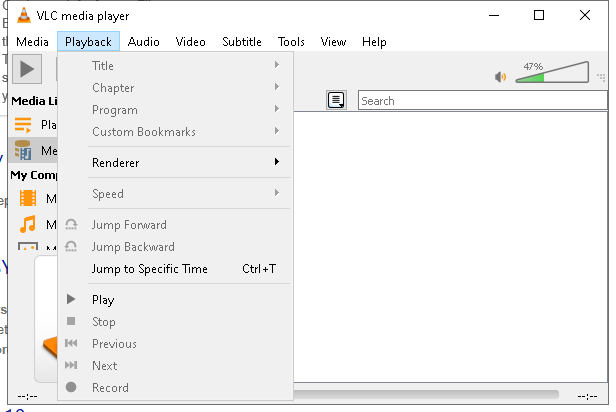 VLC media player
Media Playback Audio Video Subtitle Tools View Help
47%
Title
Chapter
Search
Media Li
Program
Pla
Custom Bookmarks
Me
Renderer
My Comp
Speed
M
Jump Forward
M
Jump Backward
Jump to Specific Time Ctrl+T
Play
Stop
Previous
Next
Record
--:-- --:--